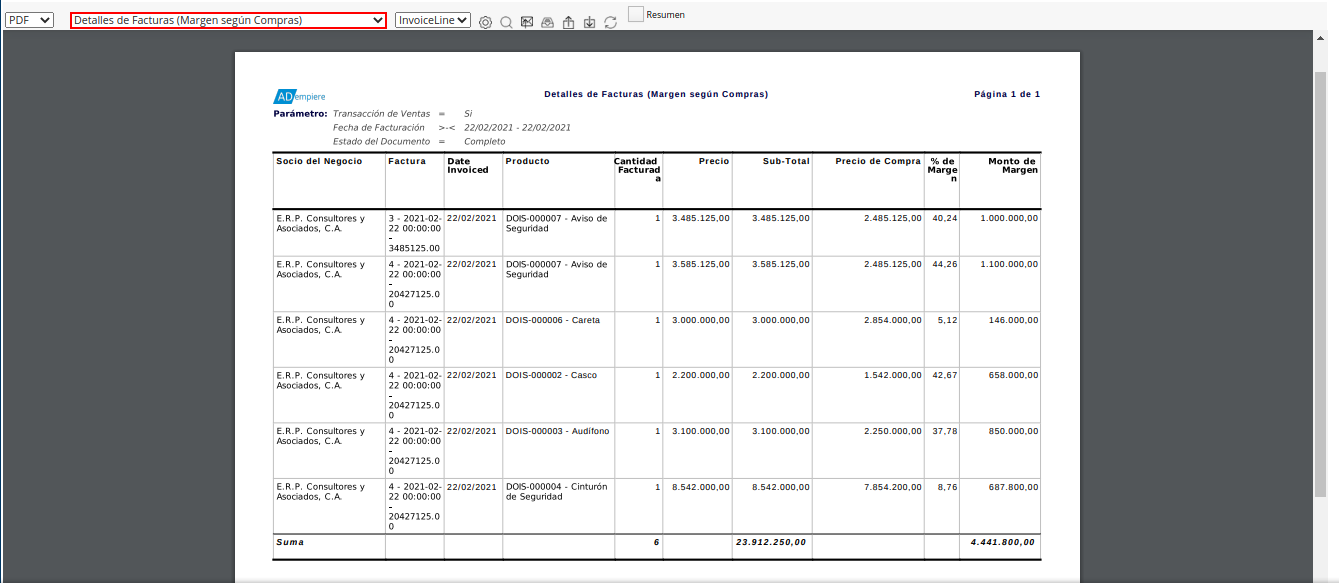 PDF Detalles de Facturas (Margen según Compras) InvoiceLine Resumen
ADempiere Detalles de Facturas (Margen según Compras) Página 1 de 1
Parámetro: Transacción de Ventas = Si
Fecha de Facturación >-< 22/02/2021 - 22/02/2021
Estado del Documento = Completo
Socio del Negocio Factura Date Producto Cantidad Precio Sub-Total Precio de Compra % de Monto de
Invoiced Facturad Marge Margen
a n
E.R.P. Consultores y 3 - 2021-02- 22/02/2021 DOIS-000007 - Aviso de 1 3.485.125,00 3.485.125,00 2.485.125,00 40,24 1.000.000,00
Asociados, C.A. 22 00:00:00 Seguridad
-
3485125.00
E.R.P. Consultores y 4 - 2021-02- 22/02/2021 DOIS-000007 - Aviso de 1 3.585.125,00 3.585.125,00 2.485.125,00 44,26 1.100.000,00
Asociados, C.A. 22 00:00:00 Seguridad
-
20427125.0
0
E.R.P. Consultores y 4 - 2021-02- 22/02/2021 DOIS-000006 - Careta 1 3.000.000,00 3.000.000,00 2.854.000,00 5,12 146.000,00
Asociados, C.A. 22 00:00:00
-
20427125.0
0
E.R.P. Consultores y 4 - 2021-02- 22/02/2021 DOIS-000002 - Casco 1 2.200.000,00 2.200.000,00 1.542.000,00 42,67 658.000,00
Asociados, C.A. 22 00:00:00
-
20427125.0
0
E.R.P. Consultores y 4 - 2021-02- 22/02/2021 DOIS-000003 - Audífono 1 3.100.000,00 3.100.000,00 2.250.000,00 37,78 850.000,00
Asociados, C.A. 22 00:00:00
-
20427125.0
0
E.R.P. Consultores y 4 - 2021-02- 22/02/2021 DOIS-000004 - Cinturón 1 8.542.000,00 8.542.000,00 7.854.200,00 8,76 687.800,00
Asociados, C.A. 22 00:00:00 de Seguridad
-
20427125.0
0
Suma 6 23.912.250,00 4.441.800,00